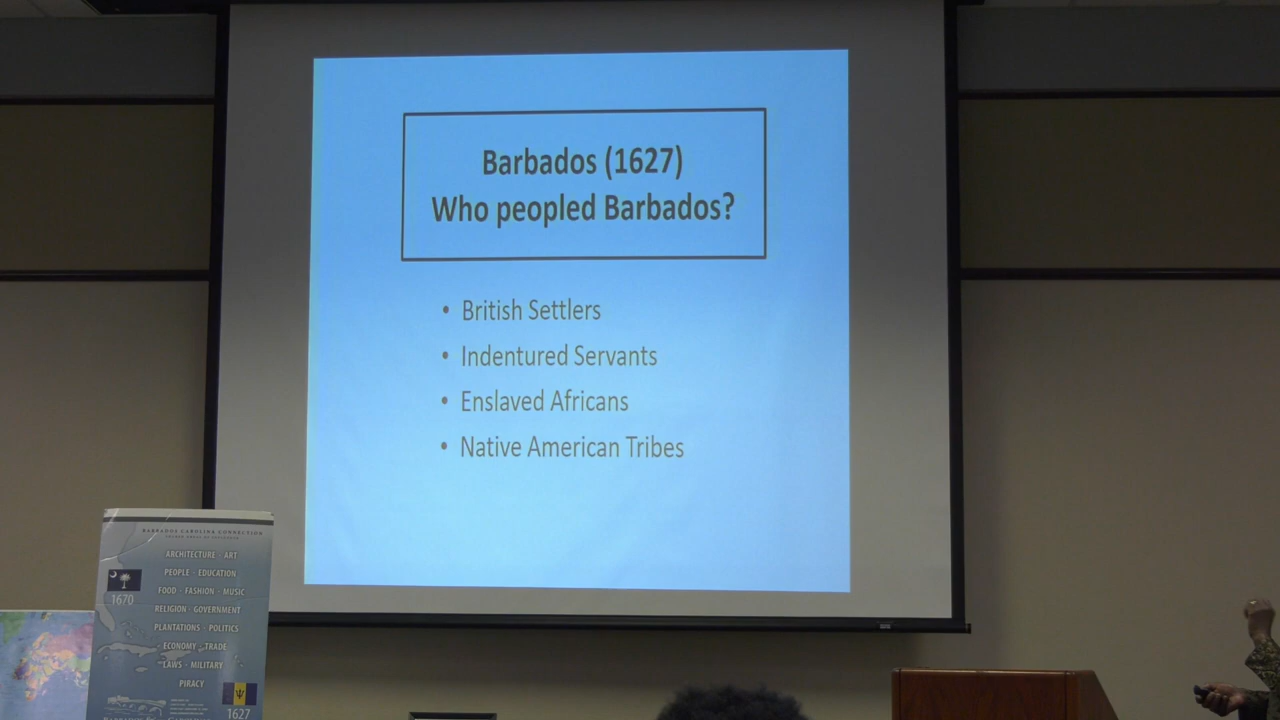 Barbados (1627)
Who peopled Barbados?
• British Settlers
• Indentured Servants
• Enslaved Africans
• Native American Tribes
BARBADOS CAROLINA CONNECTION
ARCHITECTURE - ART
PEOPLE - EDUCATION
1670
FOOD - FASHION - MUSIC
RELIGION - GOVERNMENT
PLANTATIONS - POLITICS
ECONOMY - TRADE
LAWS - MILITARY
PIRACY
1627